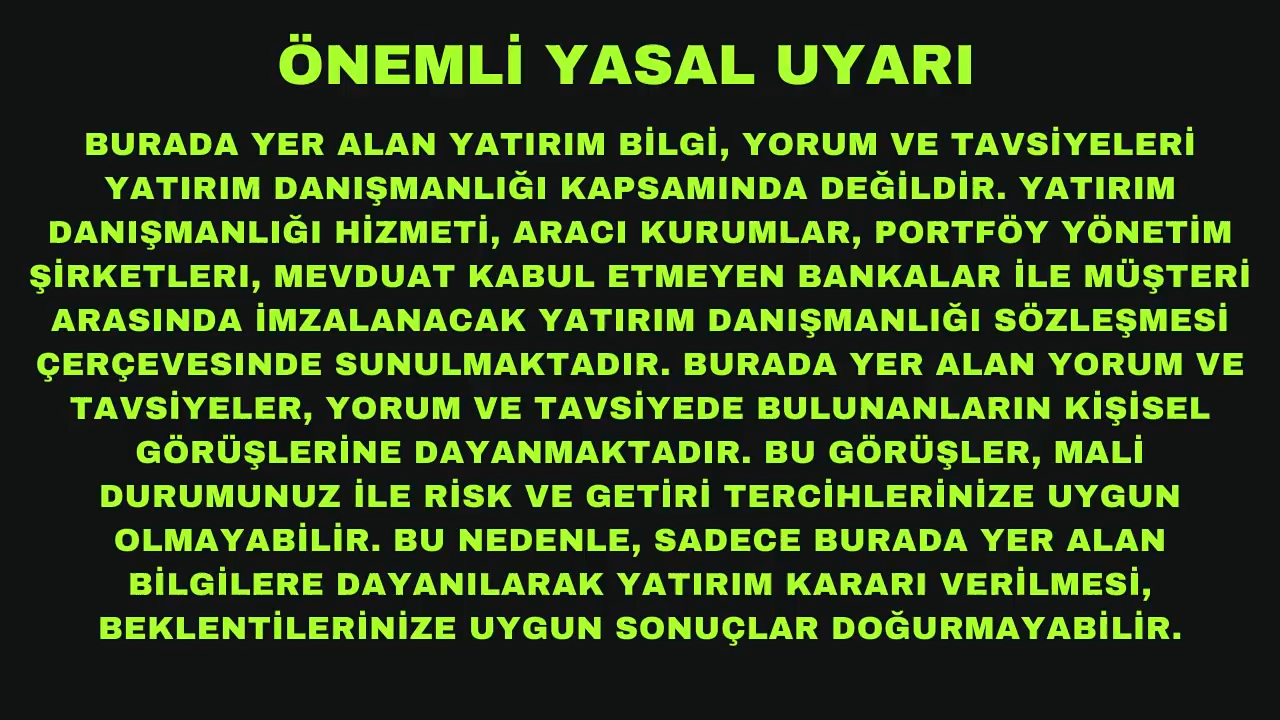 ÖNEMLİ YASAL UYARI
BURADA YER ALAN YATIRIM BİLGİ, YORUM VE TAVSİYELERİ
YATIRIM DANIŞMANLIĞI KAPSAMINDA DEĞİLDİR. YATIRIM
DANIŞMANLIĞI HİZMETİ, ARACI KURUMLAR, PORTFÖY YÖNETİM
ŞİRKETLERI, MEVDUAT KABUL ETMEYEN BANKALAR İLE MÜŞTERİ
ARASINDA İMZALANACAK YATIRIM DANIŞMANLIĞI SÖZLEŞMESİ
ÇERÇEVESINDE SUNULMAKTADIR. BURADA YER ALAN YORUM VE
TAVSİYELER, YORUM VE TAVSİYEDE BULUNANLARIN KİŞİSEL
GÖRÜŞLERİNE DAYANMAKTADIR. BU GÖRÜŞLER, MALİ
DURUMUNUZ İLE RİSK VE GETİRİ TERCİHLERİNİZE UYGUN
OLMAYABİLİR. BU NEDENLE, SADECE BURADA YER ALAN
BİLGİLERE DAYANILARAK YATIRIM KARARI VERİLMESİ,
BEKLENTİLERİNİZE UYGUN SONUÇLAR DOĞURMAYABİLİR.